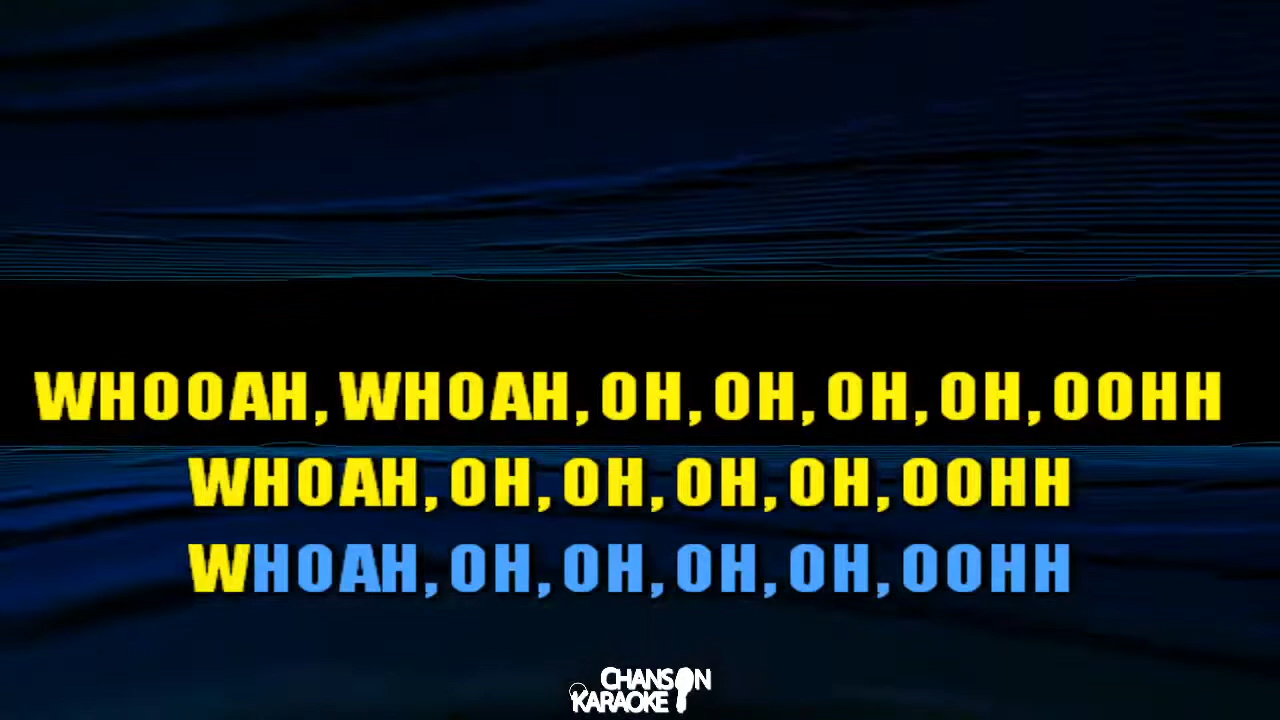 WHOOAH, WHOAH, OH, OH, OH, OH, OOHH
WHOAH, OH, OH, OH, OH, OOHH
WHOAH, OH, OH, OH, OH, OOHH
CHANSON
KARAOKE